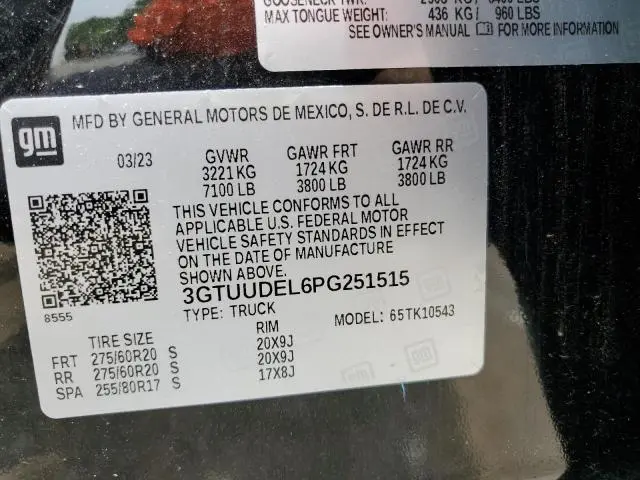 MAX TONGUE WEIGHT: 436 KG / 960 LBS
SEE OWNER'S MANUAL FOR MORE INFORMATION
gm
MFD BY GENERAL MOTORS DE MEXICO, S. DE R.L. DE C.V.
03/23 GVWR GAWR FRT GAWR RR
3221 KG 1724 KG 1724 KG
7100 LB 3800 LB 3800 LB
THIS VEHICLE CONFORMS TO ALL
APPLICABLE U.S. FEDERAL MOTOR
VEHICLE SAFETY STANDARDS IN EFFECT
ON THE DATE OF MANUFACTURE
SHOWN ABOVE.
3GTUUDEL6PG251515
8555
TYPE: TRUCK MODEL: 65TK10543
TIRE SIZE RIM
FRT 275/60R20 S 20X9J
RR 275/60R20 S 20X9J
SPA 255/80R17 S 17X8J